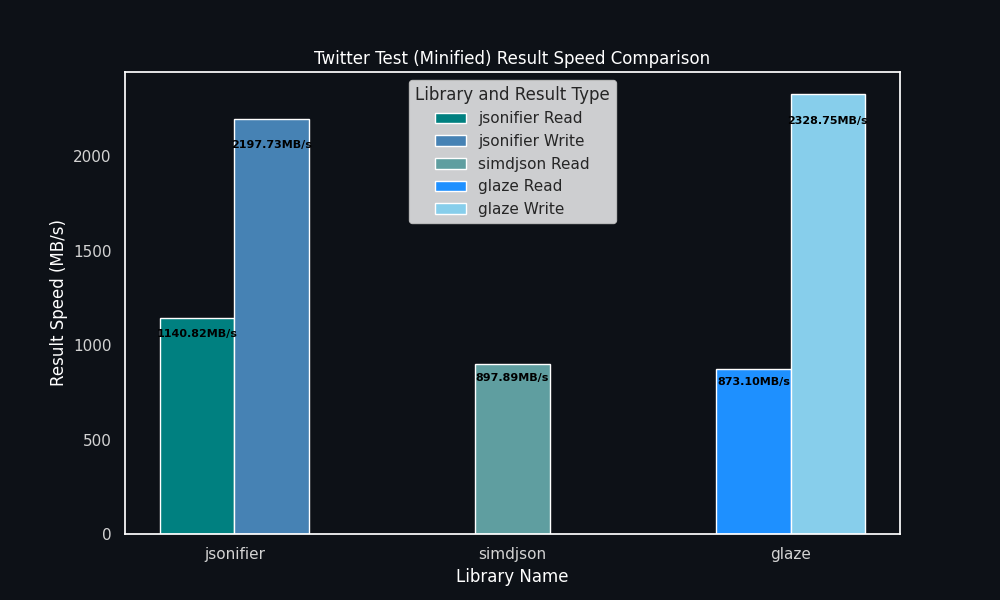 Twitter Test (Minified) Result Speed Comparison
Library and Result Type
jsonifier Read
jsonifier Write
simdjson Read
glaze Read
glaze Write
2197.73MB/s
2328.75MB/s
1140.82MB/s
897.89MB/s
873.10MB/s
Result Speed (MB/s)
2000
1500
1000
500
0
jsonifier
simdjson
glaze
Library Name